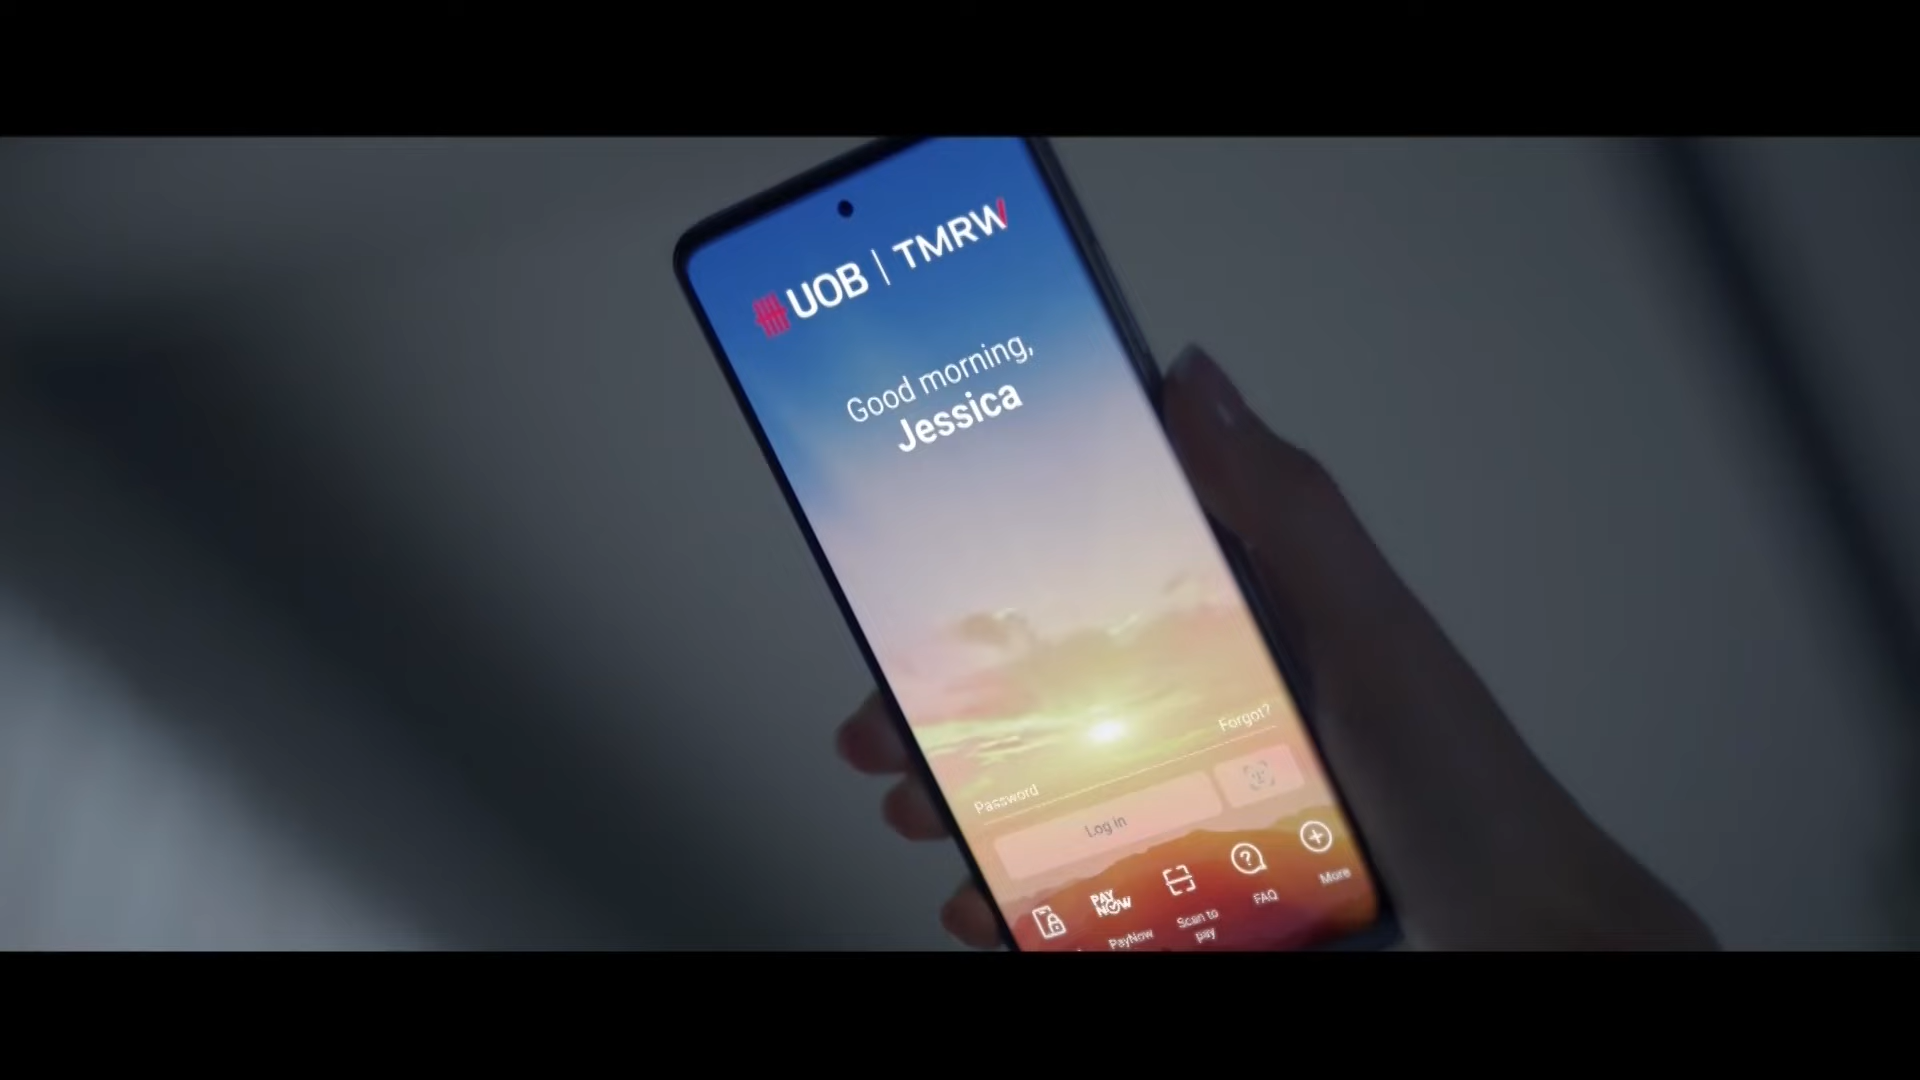 UOB | TMRW
Good morning,
Jessica
Forgot?
Password
Log in
PAY
NOW
PayNow
Scan to
pay
FAQ
More